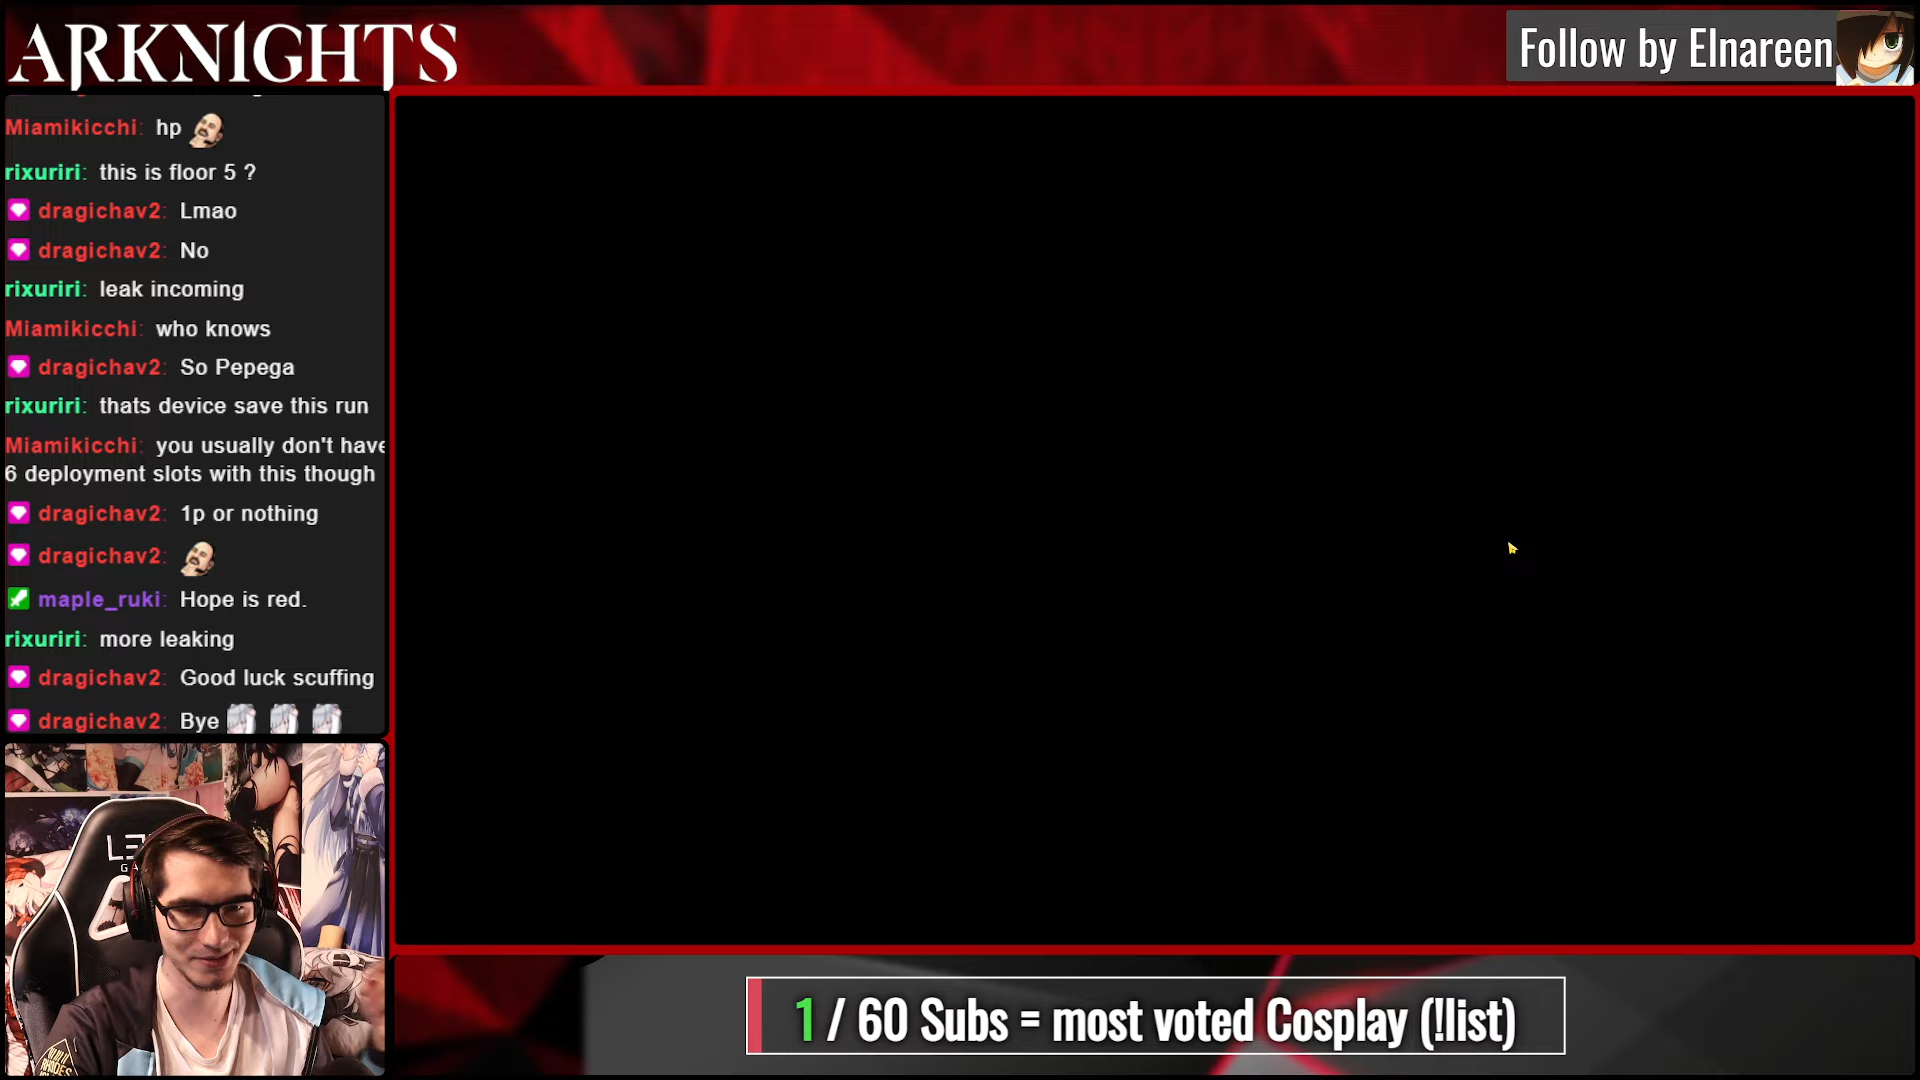 ARKNIGHTS
Follow by Elnareen
Miamikicchi: hp
rixuriri: this is floor 5 ?
dragichav2: Lmao
dragichav2: No
rixuriri: leak incoming
Miamikicchi: who knows
dragichav2: So Pepega
rixuriri: thats device save this run
Miamikicchi: you usually don't have
6 deployment slots with this though
dragichav2: 1p or nothing
dragichav2:
maple_ruki: Hope is red.
rixuriri: more leaking
dragichav2: Good luck scuffing
dragichav2: Bye
1 / 60 Subs = most voted Cosplay (!list)